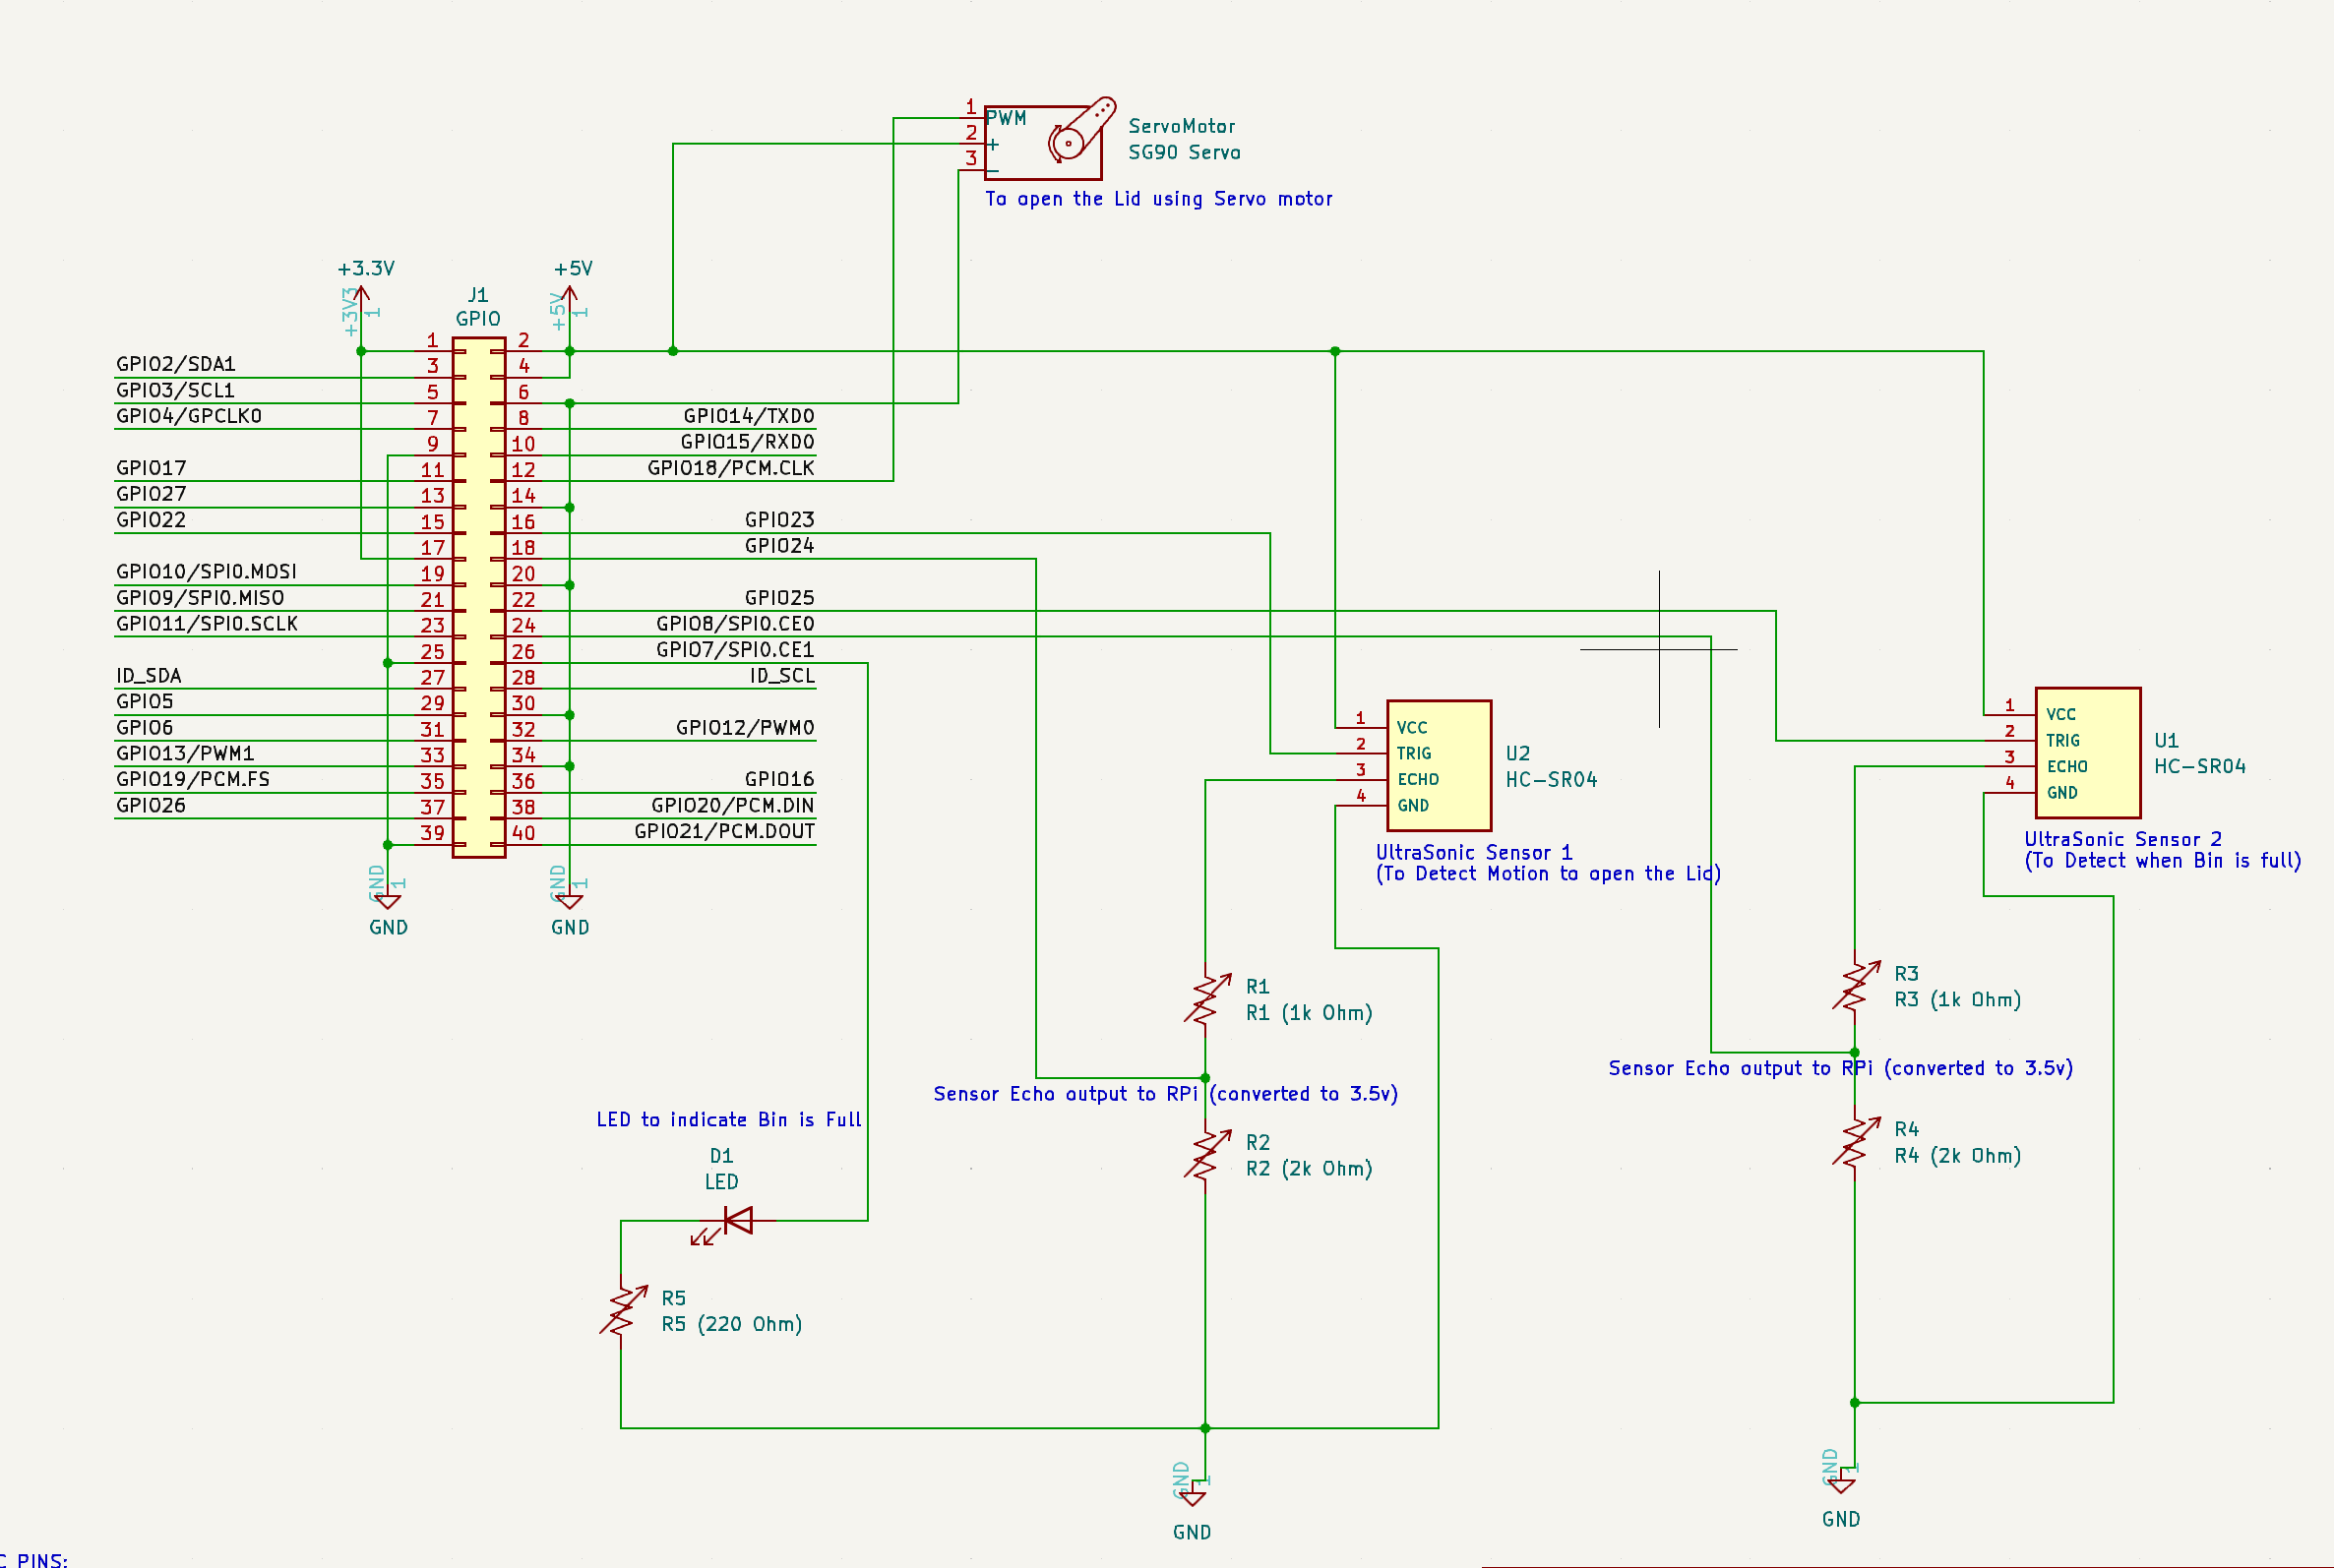 1
PWM
2
+
3
−
ServoMotor
SG90 Servo
To open the Lid using Servo motor
+3.3V
+3V3
1
+5V
+5V
1
J1
GPIO
1
2
GPIO2/SDA1
3
4
GPIO3/SCL1
5
6
GPIO4/GPCLK0
7
8
GPIO14/TXD0
9
10
GPIO15/RXD0
GPIO17
11
12
GPIO18/PCM.CLK
GPIO27
13
14
GPIO22
15
16
GPIO23
17
18
GPIO24
GPIO10/SPI0.MOSI
19
20
GPIO9/SPI0.MISO
21
22
GPIO25
GPIO11/SPI0.SCLK
23
24
GPIO8/SPI0.CE0
25
26
GPIO7/SPI0.CE1
ID_SDA
27
28
ID_SCL
GPIO5
29
30
GPIO6
31
32
GPIO12/PWM0
GPIO13/PWM1
33
34
GPIO19/PCM.FS
35
36
GPIO16
GPIO26
37
38
GPIO20/PCM.DIN
39
40
GPIO21/PCM.DOUT
GND
1
GND
GND
1
GND
1
VCC
2
TRIG
3
ECHO
4
GND
U2
HC-SR04
UltraSonic Sensor 1
(To Detect Motion to open the Lid)
1
VCC
2
TRIG
3
ECHO
4
GND
U1
HC-SR04
UltraSonic Sensor 2
(To Detect when Bin is full)
R1
R1 (1k Ohm)
Sensor Echo output to RPi (converted to 3.5v)
R2
R2 (2k Ohm)
R3
R3 (1k Ohm)
Sensor Echo output to RPi (converted to 3.5v)
R4
R4 (2k Ohm)
LED to indicate Bin is Full
D1
LED
R5
R5 (220 Ohm)
GND
1
GND
GND
1
GND
C PINS: